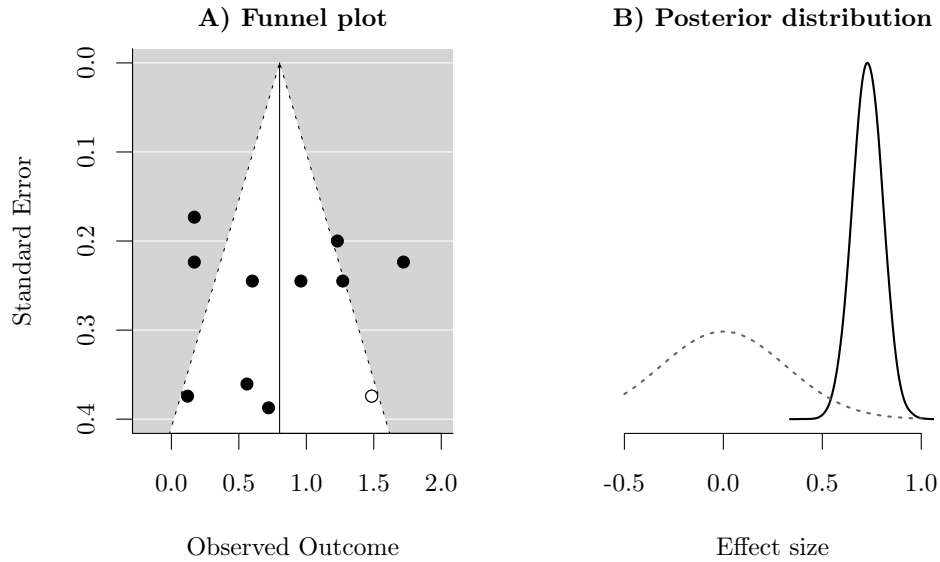 A) Funnel plot
Standard Error
0.0
0.1
0.2
0.3
0.4
0.0 0.5 1.0 1.5 2.0
Observed Outcome
B) Posterior distribution
-0.5 0.0 0.5 1.0
Effect size